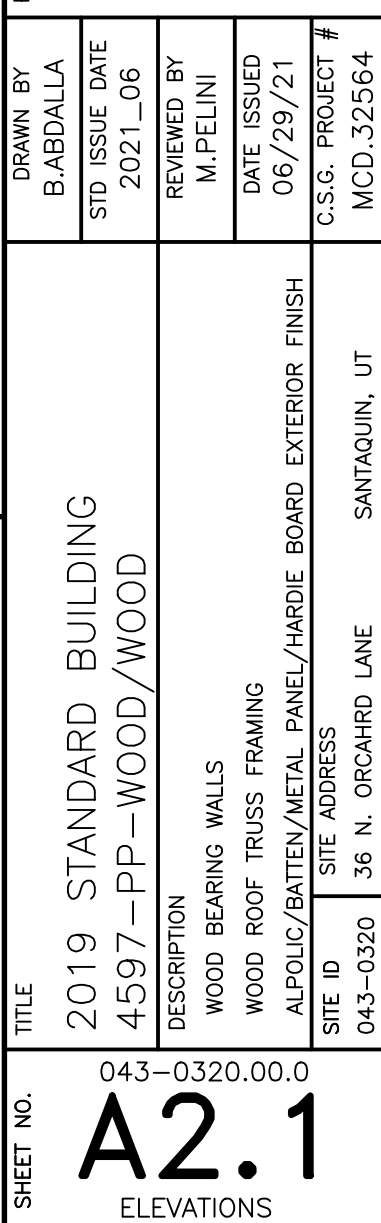 TITLE
2019 STANDARD BUILDING
4597-PP-WOOD/WOOD
DESCRIPTION
WOOD BEARING WALLS
WOOD ROOF TRUSS FRAMING
ALPOLIC/BATTEN/METAL PANEL/HARDIE BOARD EXTERIOR FINISH
SITE ID
043-0320
SITE ADDRESS
36 N. ORCAHRD LANE SANTAQUIN, UT
DRAWN BY
B.ABDALLA
STD ISSUE DATE
2021_06
REVIEWED BY
M.PELINI
DATE ISSUED
06/29/21
C.S.G. PROJECT #
MCD.32564
SHEET NO.
043-0320.00.0
A2.1
ELEVATIONS